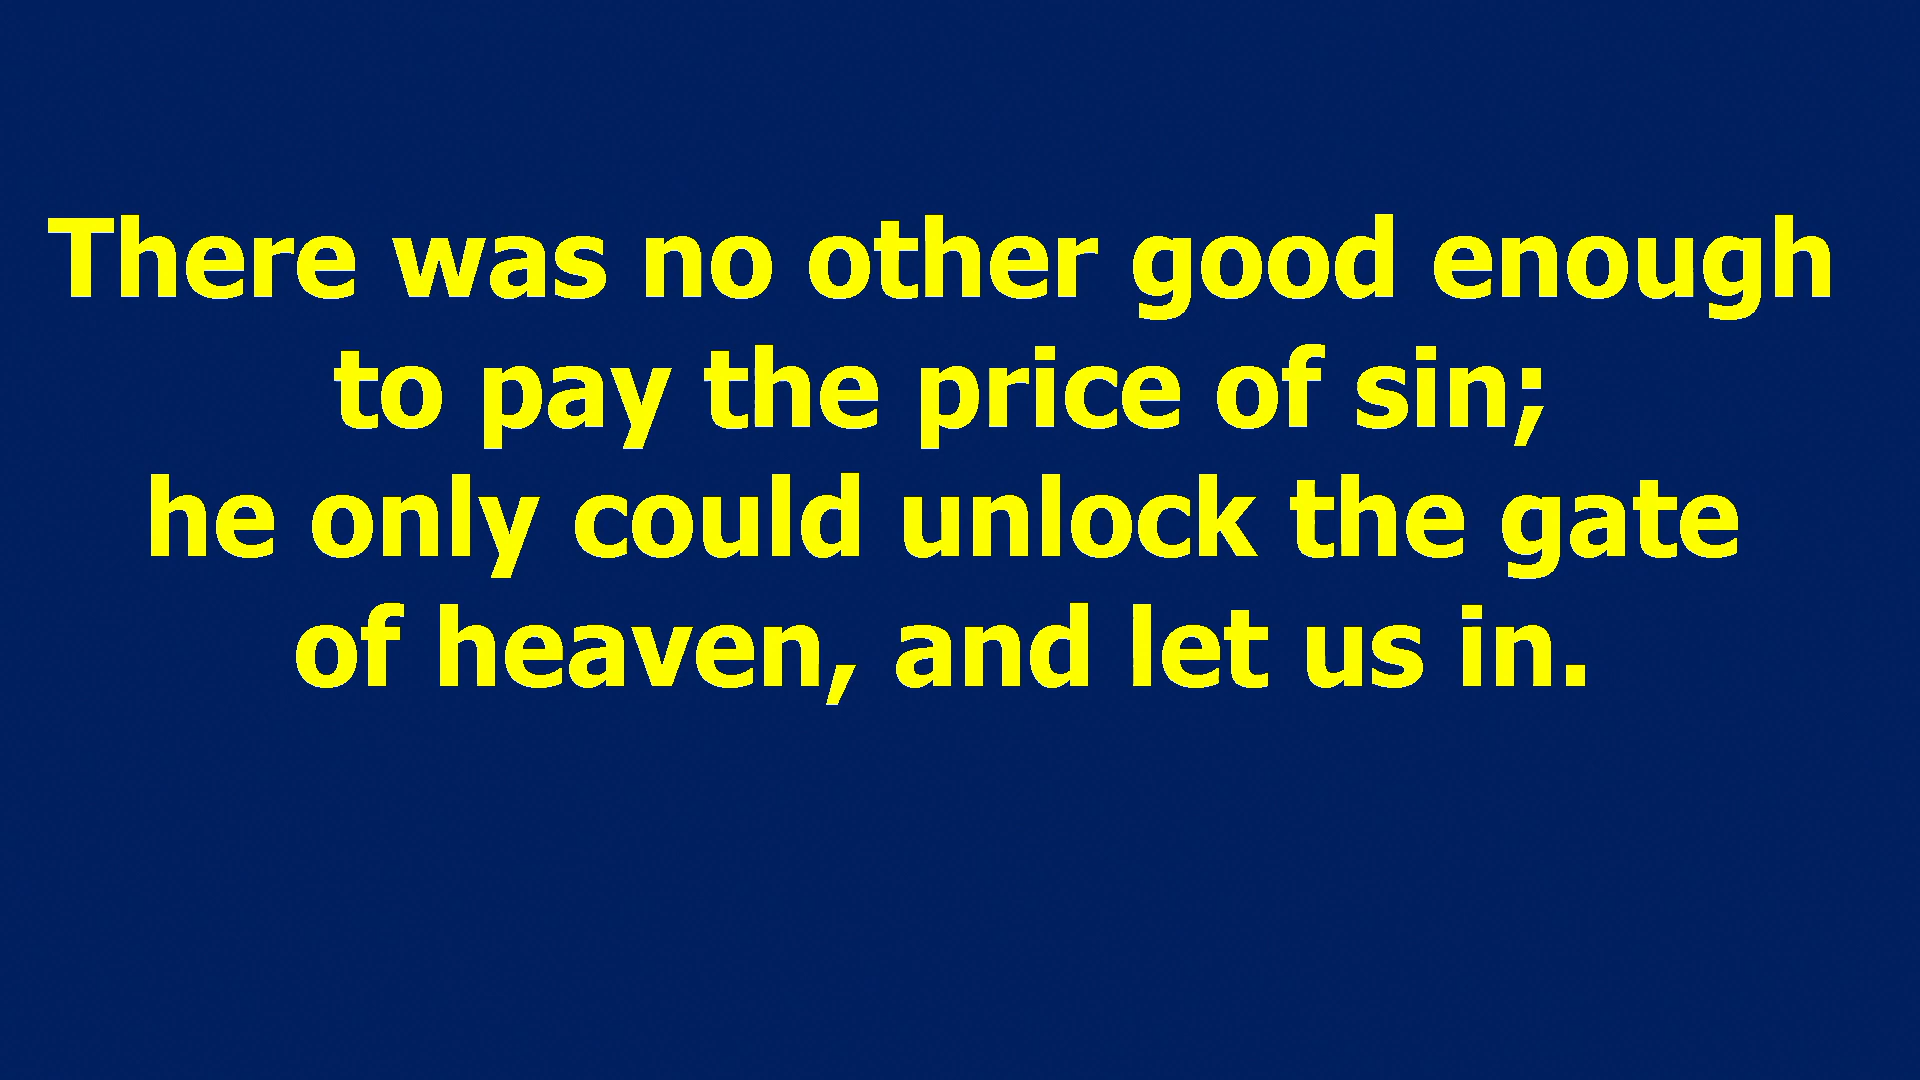 There was no other good enough
to pay the price of sin;
he only could unlock the gate
of heaven, and let us in.